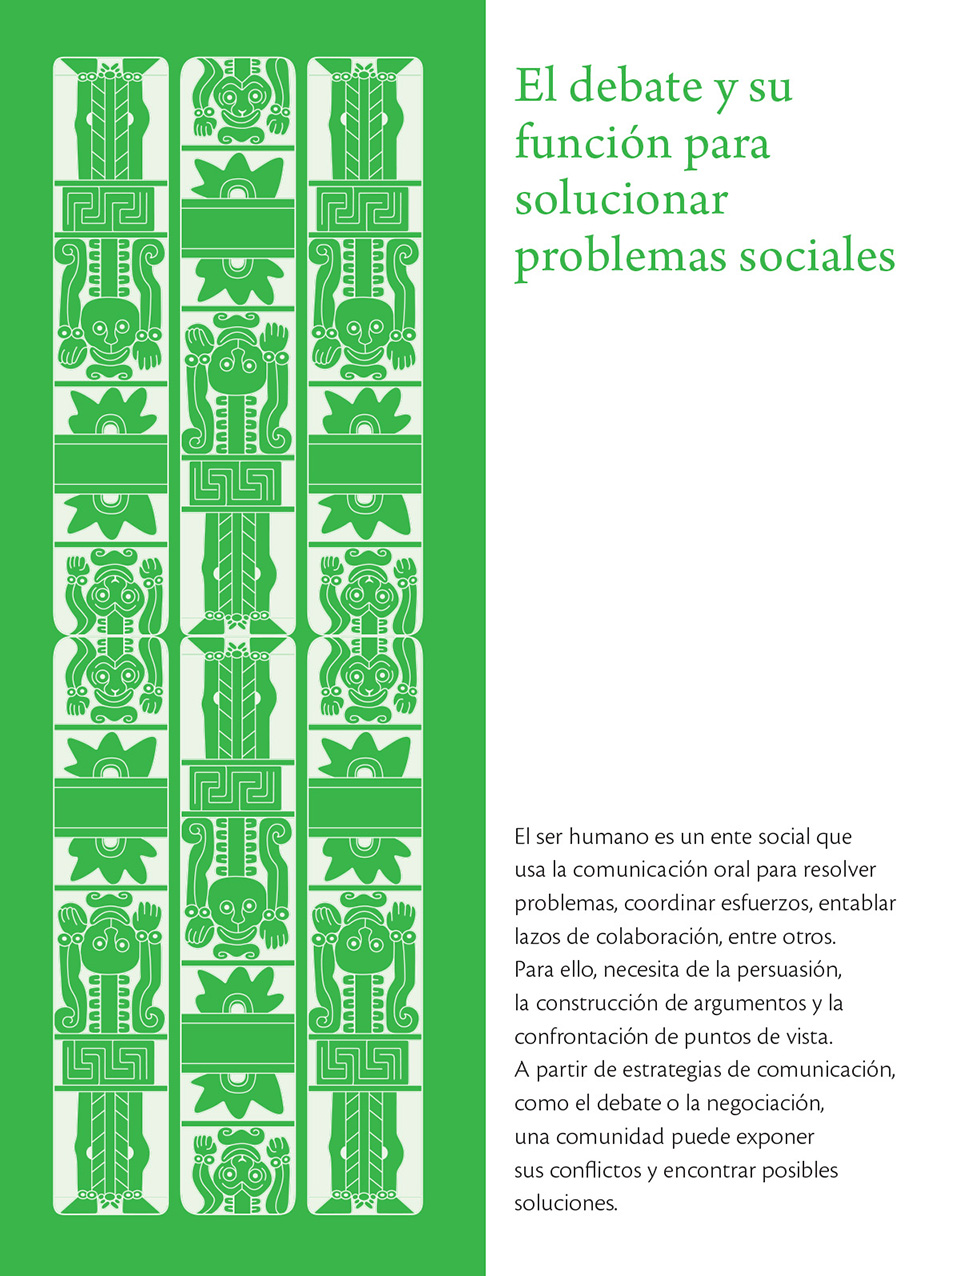 El debate y su
función para
solucionar
problemas sociales
El ser humano es un ente social que
usa la comunicación oral para resolver
problemas, coordinar esfuerzos, entablar
lazos de colaboración, entre otros.
Para ello, necesita de la persuasión,
la construcción de argumentos y la
confrontación de puntos de vista.
A partir de estrategias de comunicación,
como el debate o la negociación,
una comunidad puede exponer
sus conflictos y encontrar posibles
soluciones.